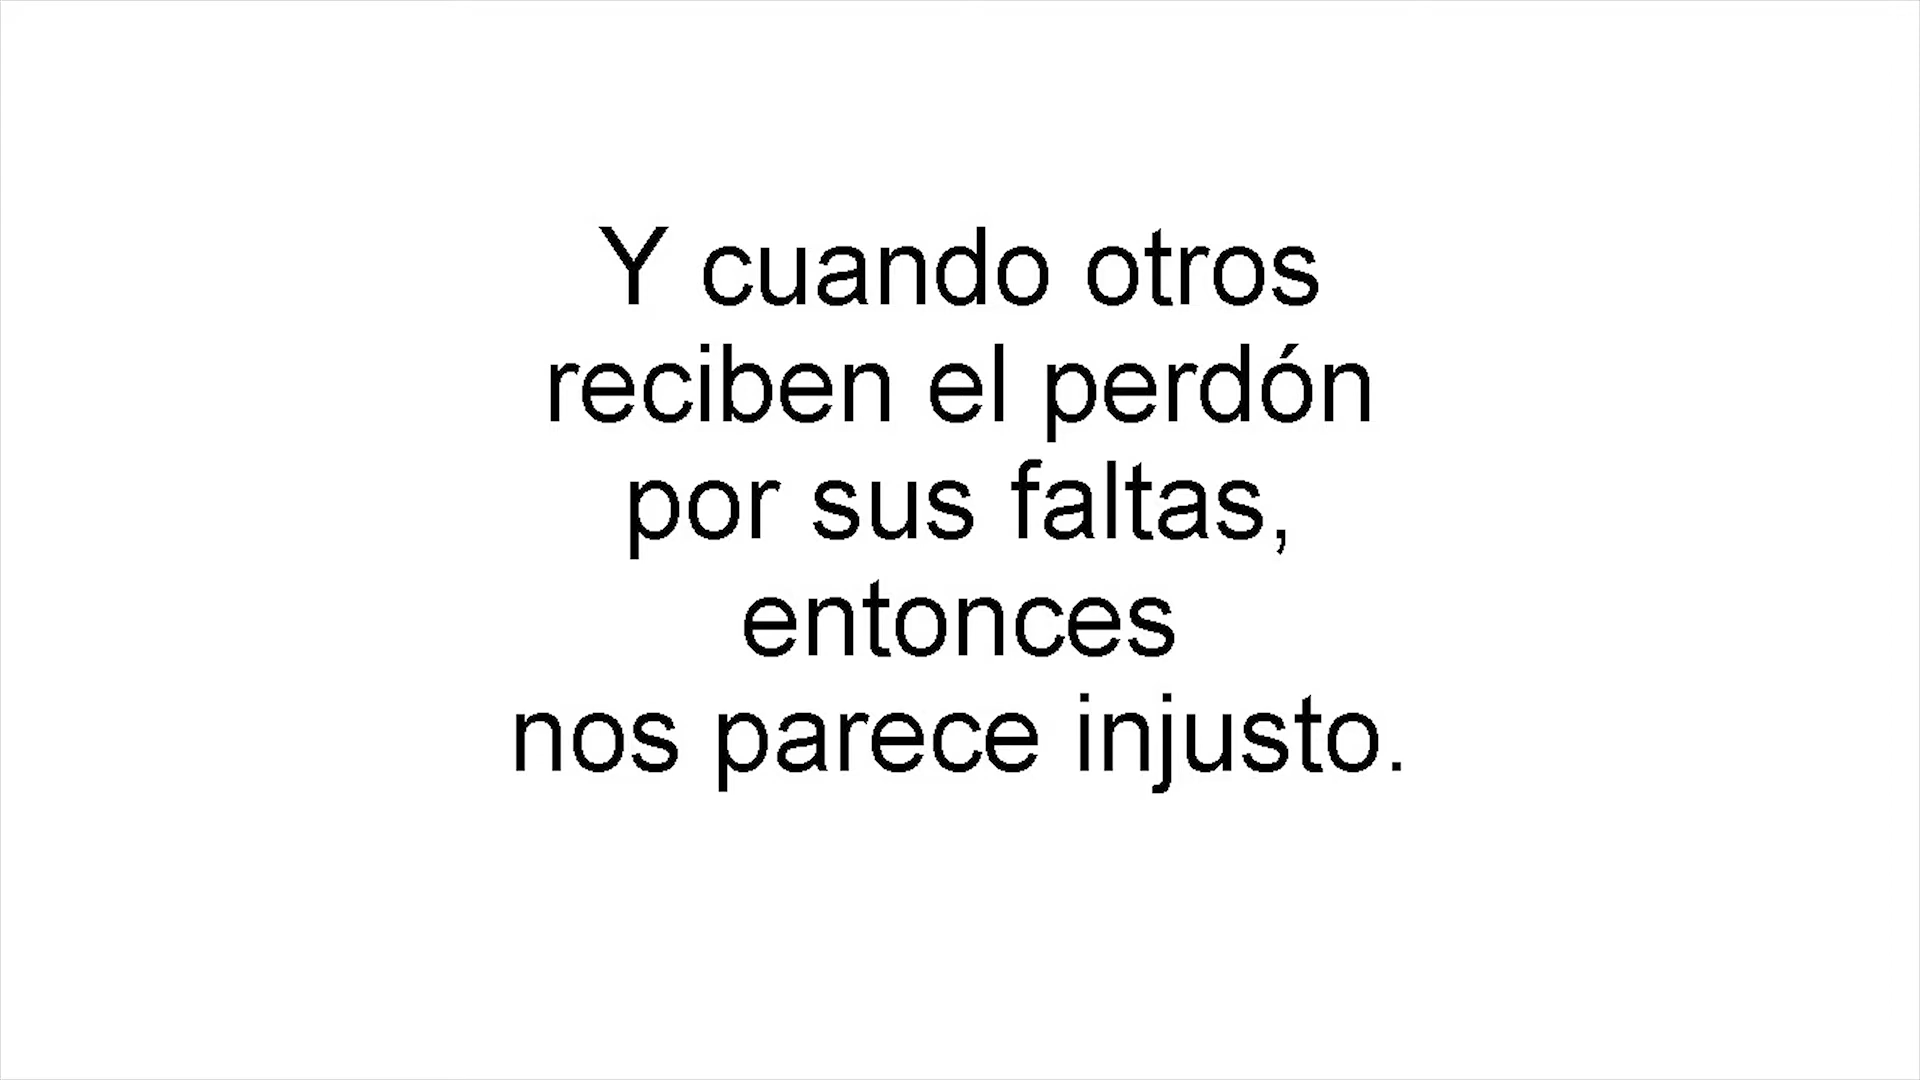 Y cuando otros
reciben el perdón
por sus faltas,
entonces
nos parece injusto.